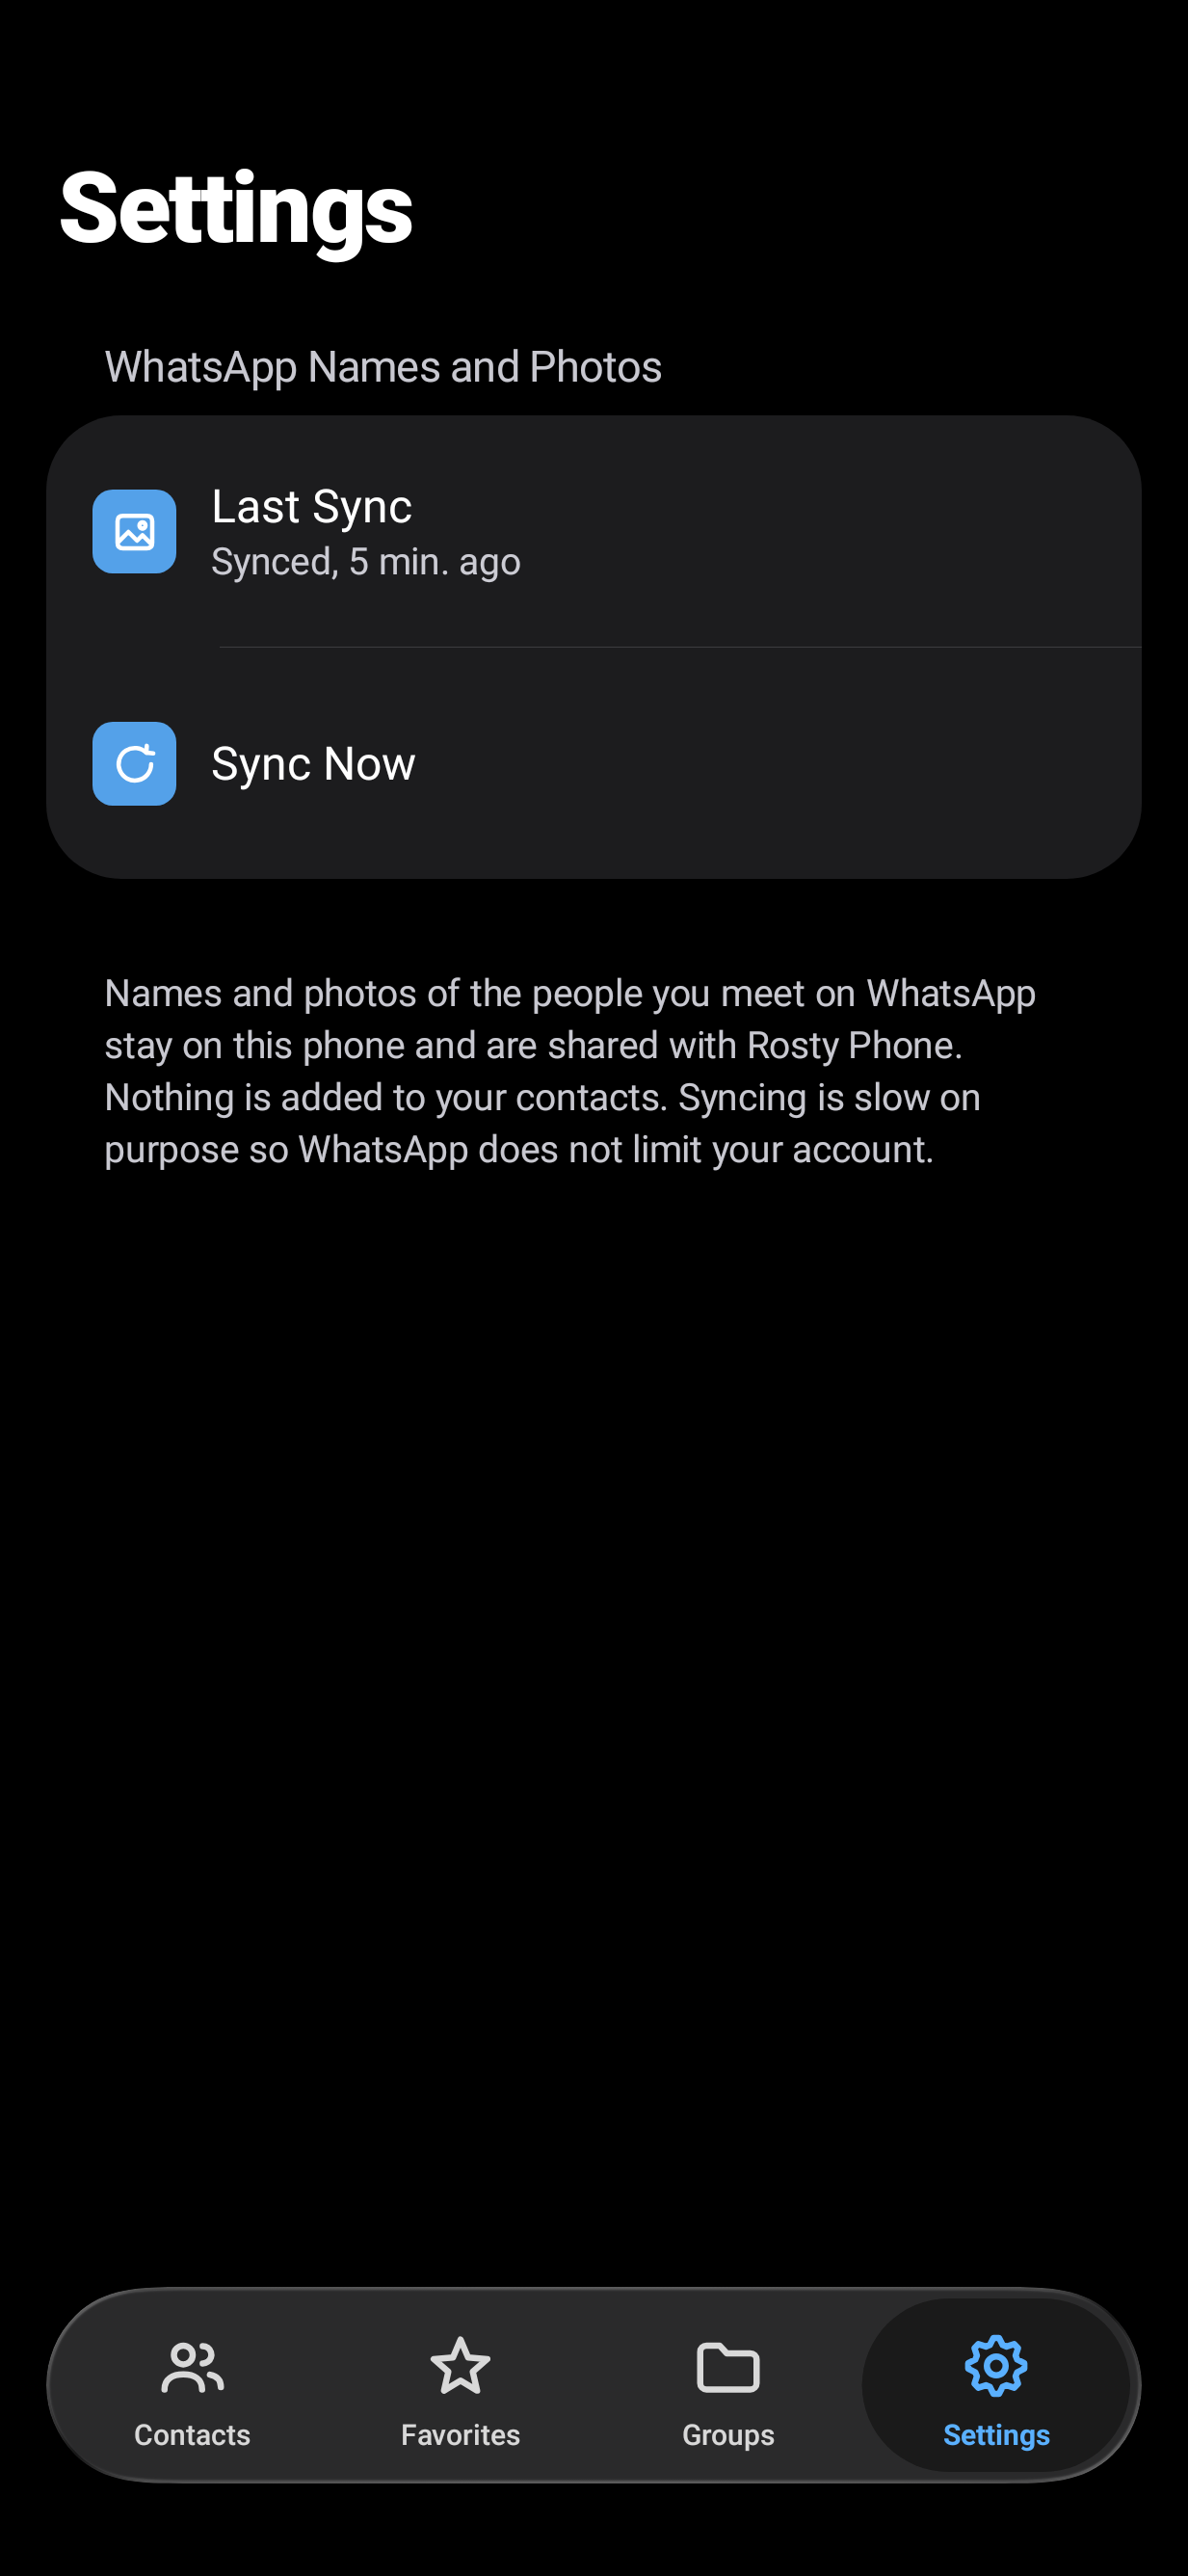 Settings
WhatsApp Names and Photos
Last Sync
Synced, 5 min. ago
Sync Now
Names and photos of the people you meet on WhatsApp
stay on this phone and are shared with Rosty Phone.
Nothing is added to your contacts. Syncing is slow on
purpose so WhatsApp does not limit your account.
Contacts
Favorites
Groups
Settings